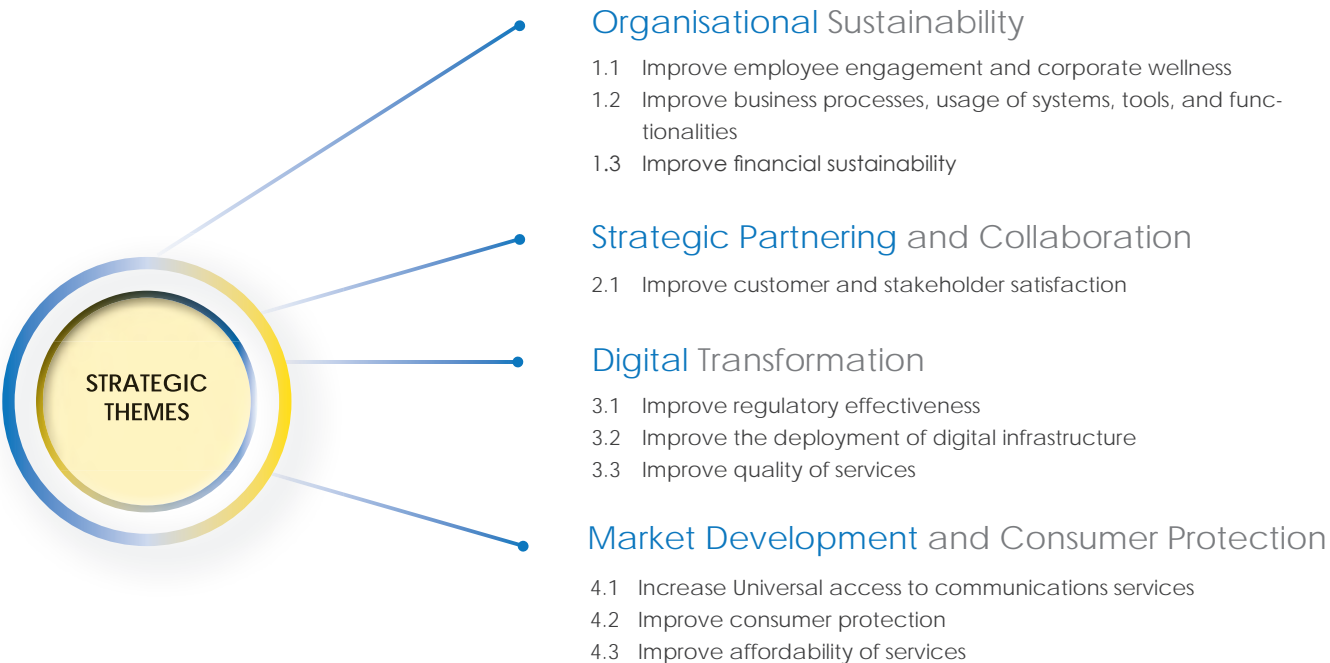 Organisational Sustainability
1.1 Improve employee engagement and corporate wellness
1.2 Improve business processes, usage of systems, tools, and func-
tionalities
1.3 Improve financial sustainability
Strategic Partnering and Collaboration
2.1 Improve customer and stakeholder satisfaction
Digital Transformation
3.1 Improve regulatory effectiveness
3.2 Improve the deployment of digital infrastructure
3.3 Improve quality of services
STRATEGIC
THEMES
Market Development and Consumer Protection
4.1 Increase Universal access to communications services
4.2 Improve consumer protection
4.3 Improve affordability of services